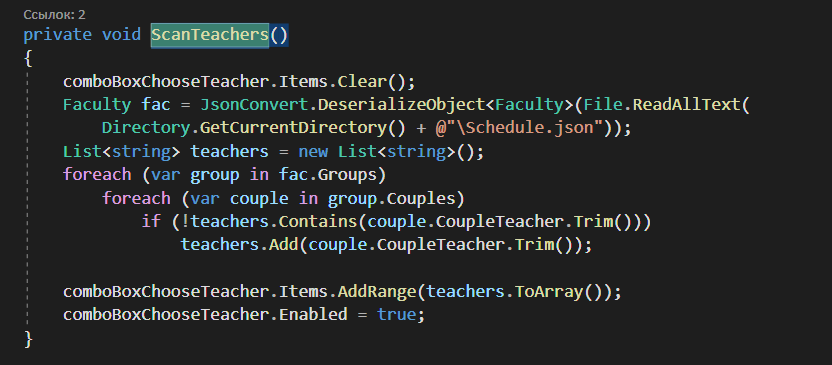 Ссылок: 2
private void ScanTeachers()
{
comboBoxChooseTeacher.Items.Clear();
Faculty fac = JsonConvert.DeserializeObject<Faculty>(File.ReadAllText(
Directory.GetCurrentDirectory() + @"\Schedule.json"));
List<string> teachers = new List<string>();
foreach (var group in fac.Groups)
foreach (var couple in group.Couples)
if (!teachers.Contains(couple.CoupleTeacher.Trim()))
teachers.Add(couple.CoupleTeacher.Trim());
comboBoxChooseTeacher.Items.AddRange(teachers.ToArray());
comboBoxChooseTeacher.Enabled = true;
}